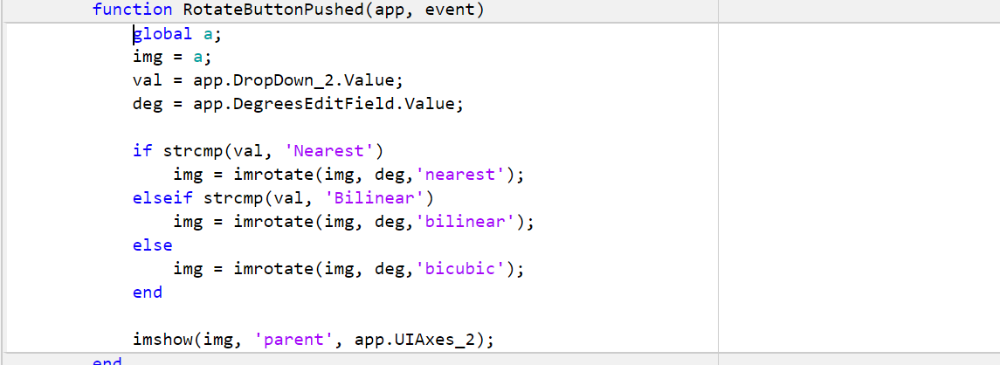 function RotateButtonPushed(app, event)
global a;
img = a;
val = app.DropDown_2.Value;
deg = app.DegreesEditField.Value;
if strcmp(val, 'Nearest')
img = imrotate(img, deg,'nearest');
elseif strcmp(val, 'Bilinear')
img = imrotate(img, deg,'bilinear');
else
img = imrotate(img, deg,'bicubic');
end
imshow(img, 'parent', app.UIAxes_2);
end